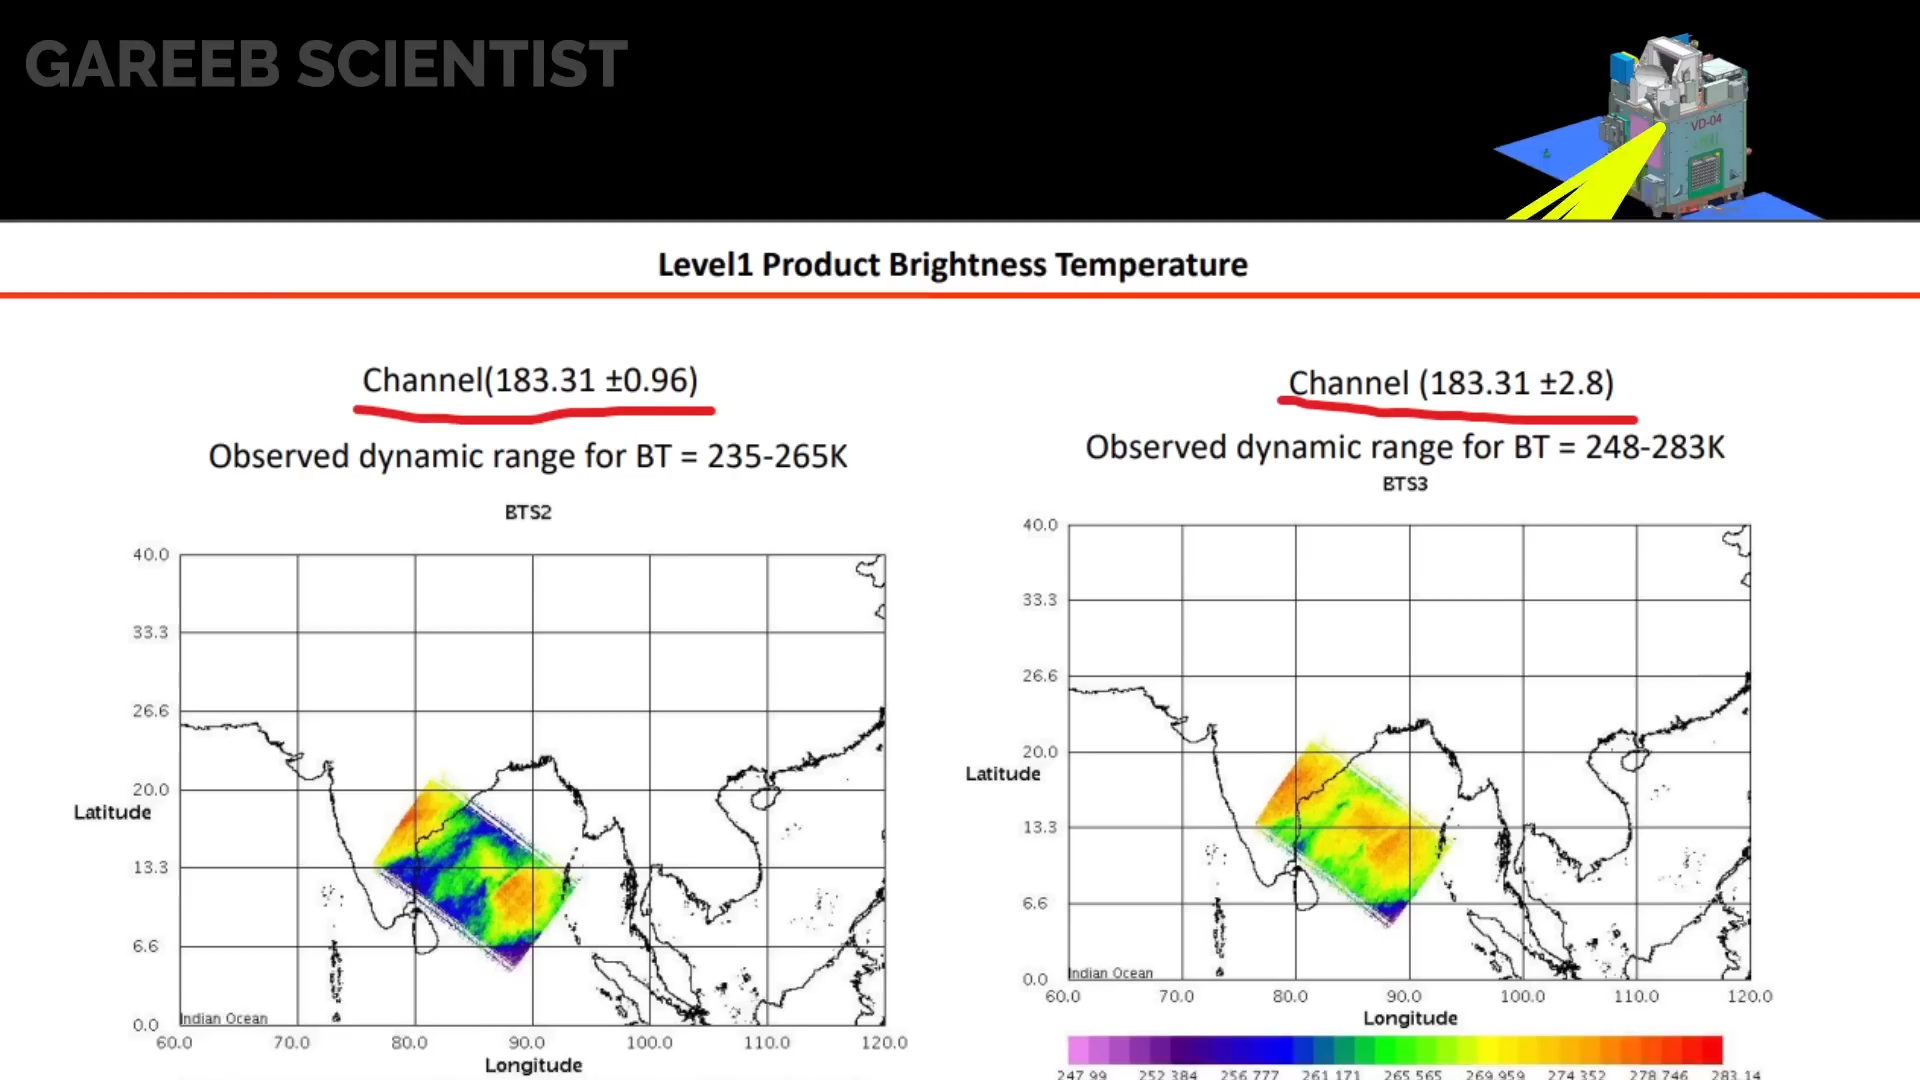 GAREEB SCIENTIST
VD-04
Level1 Product Brightness Temperature
Channel(183.31 ±0.96)
Observed dynamic range for BT = 235-265K
BTS2
40.0
33.3
26.6
20.0
Latitude
13.3
6.6
0.0
Indian Ocean
60.0 70.0 80.0 90.0 100.0 110.0 120.0
Longitude
Channel (183.31 ±2.8)
Observed dynamic range for BT = 248-283K
BTS3
40.0
33.3
26.6
20.0
Latitude
13.3
6.6
0.0
Indian Ocean
60.0 70.0 80.0 90.0 100.0 110.0 120.0
Longitude
247.99 252.384 256.777 261.171 265.565 269.959 274.352 278.746 283.14